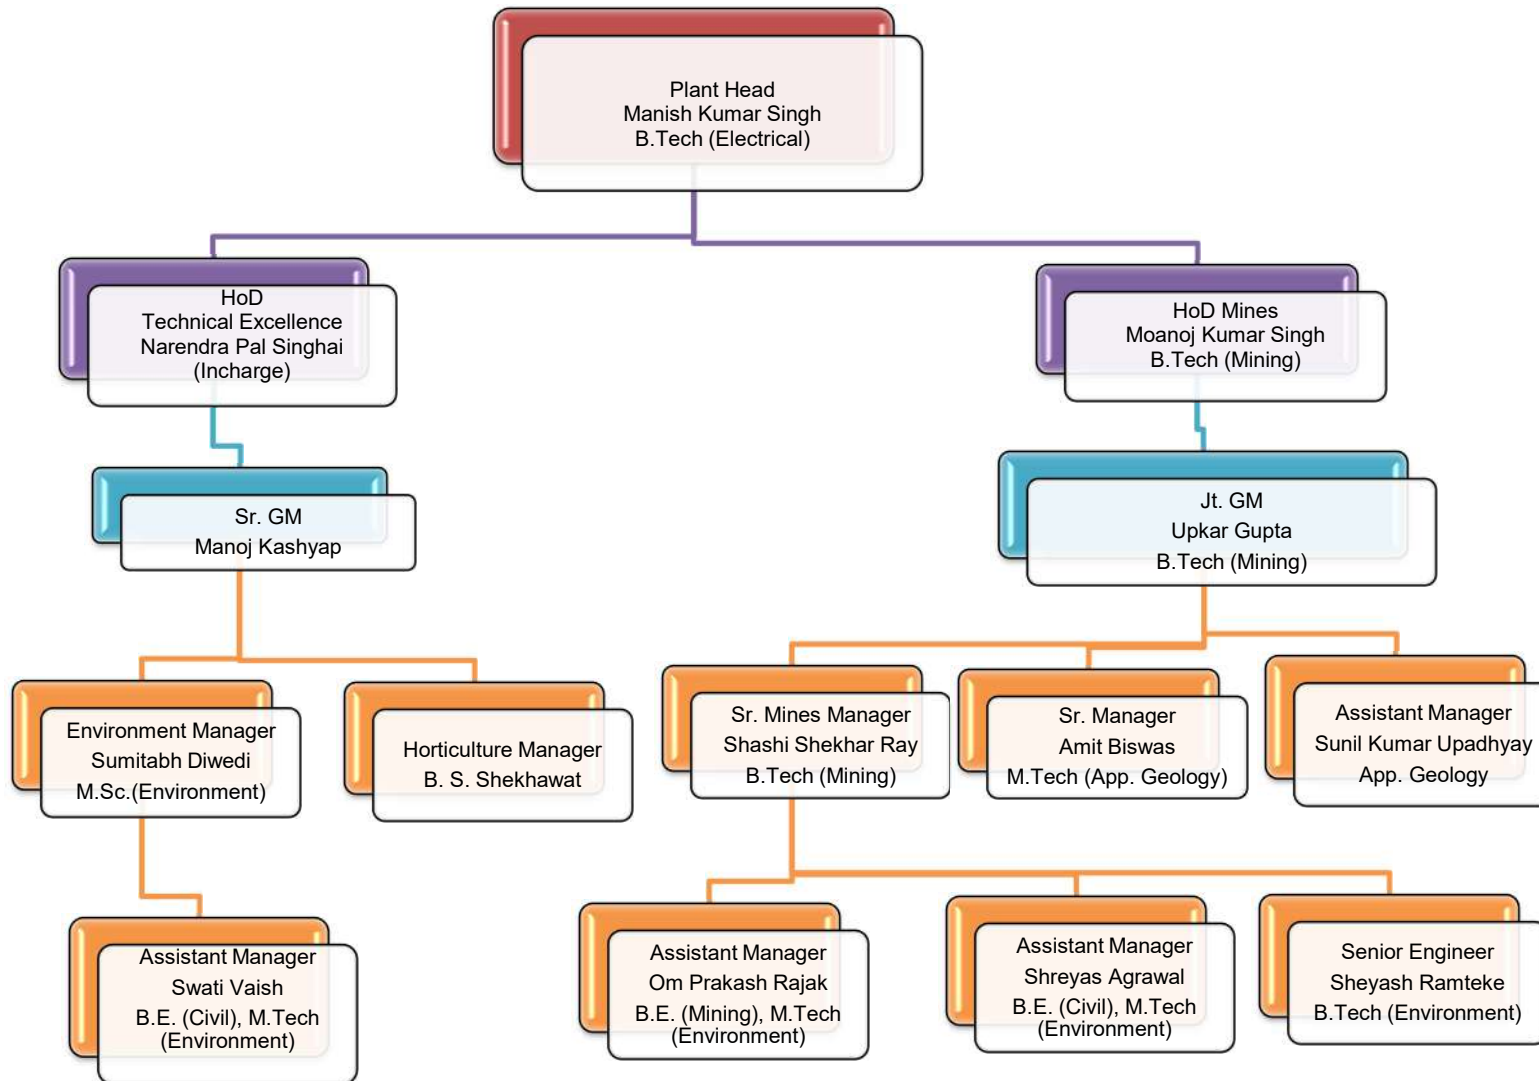 Plant Head
Manish Kumar Singh
B.Tech (Electrical)
HoD
Technical Excellence
Narendra Pal Singhai
(Incharge)
HoD Mines
Moanoj Kumar Singh
B.Tech (Mining)
Sr. GM
Manoj Kashyap
Jt. GM
Upkar Gupta
B.Tech (Mining)
Environment Manager
Sumitabh Diwedi
M.Sc.(Environment)
Horticulture Manager
B. S. Shekhawat
Sr. Mines Manager
Shashi Shekhar Ray
B.Tech (Mining)
Sr. Manager
Amit Biswas
M.Tech (App. Geology)
Assistant Manager
Sunil Kumar Upadhyay
App. Geology
Assistant Manager
Swati Vaish
B.E. (Civil), M.Tech
(Environment)
Assistant Manager
Om Prakash Rajak
B.E. (Mining), M.Tech
(Environment)
Assistant Manager
Shreyas Agrawal
B.E. (Civil), M.Tech
(Environment)
Senior Engineer
Sheyash Ramteke
B.Tech (Environment)